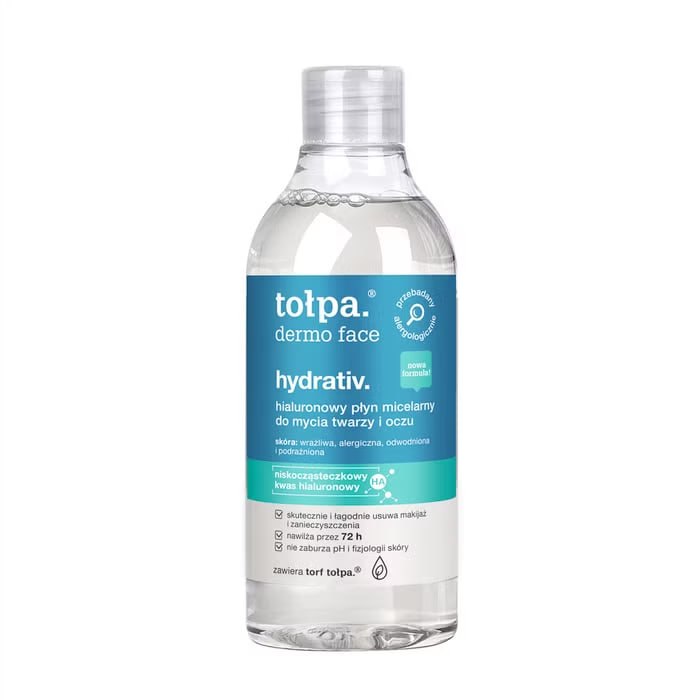 tołpa.®
dermo face
przebadany
alergologicznie
nowa
formuła!
hydrativ.
hialuronowy płyn micelarny
do mycia twarzy i oczu
skóra: wrażliwa, alergiczna, odwodniona
i podrażniona
niskocząsteczkowy
kwas hialuronowy
HA
skutecznie i łagodnie usuwa makijaż
i zanieczyszczenia
nawilża przez 72 h
nie zaburza pH i fizjologii skóry
zawiera torf tołpa.®